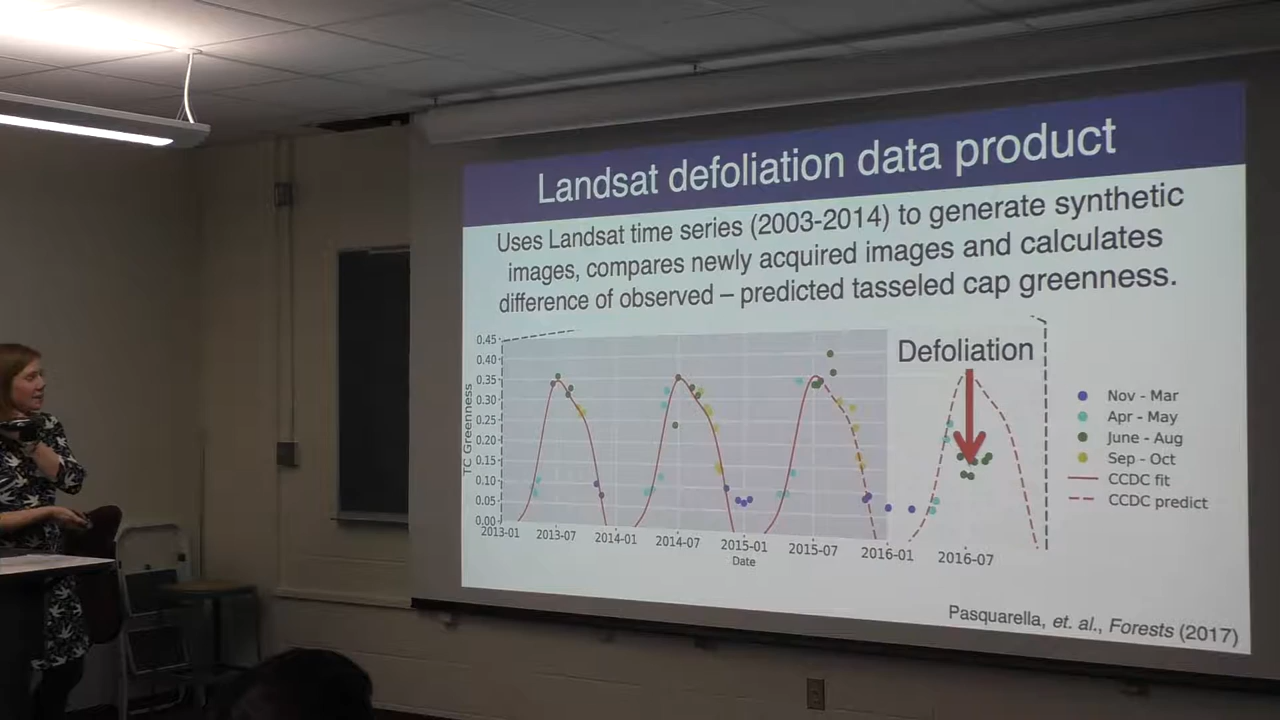 Landsat defoliation data product
Uses Landsat time series (2003-2014) to generate synthetic
images, compares newly acquired images and calculates
difference of observed – predicted tasseled cap greenness.
0.45
0.40
0.35
0.30
0.25
0.20
0.15
0.10
0.05
0.00
TC Greenness
2013-01
2013-07
2014-01
2014-07
2015-01
2015-07
2016-01
2016-07
Date
Defoliation
Nov - Mar
Apr - May
June - Aug
Sep - Oct
CCDC fit
CCDC predict
Pasquarella, et. al., Forests (2017)